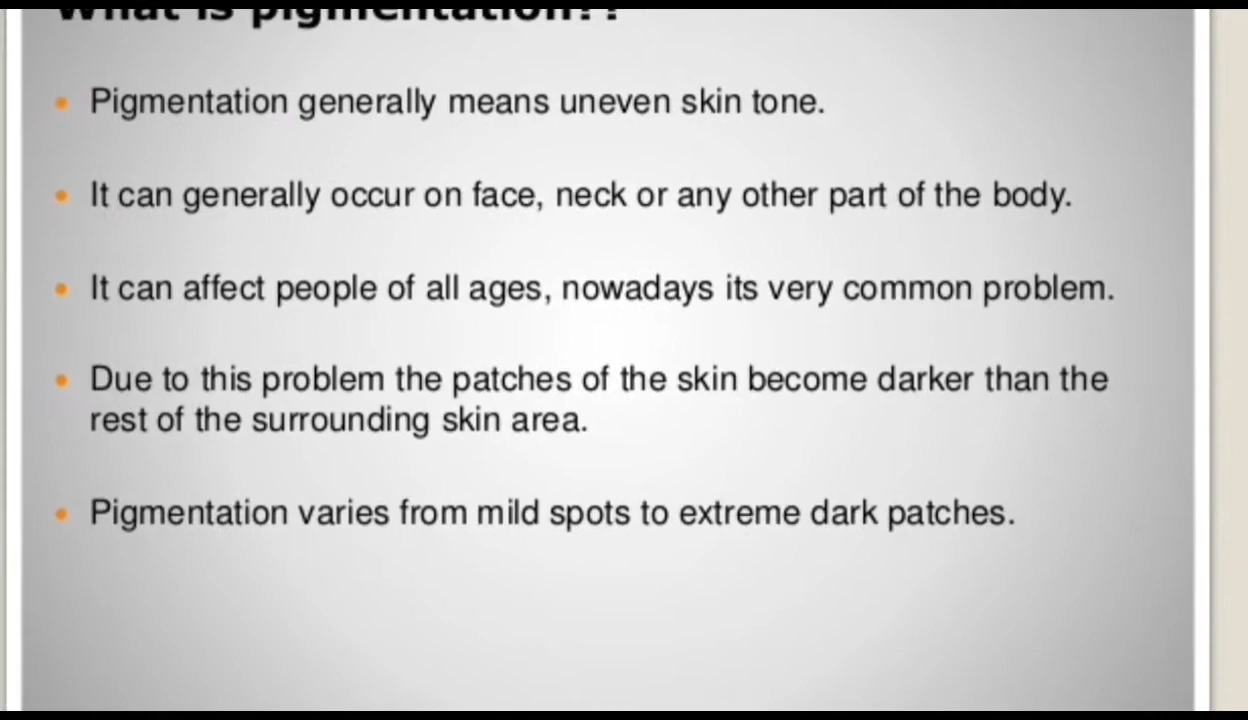 What is pigmentation??
Pigmentation generally means uneven skin tone.
It can generally occur on face, neck or any other part of the body.
It can affect people of all ages, nowadays its very common problem.
Due to this problem the patches of the skin become darker than the
rest of the surrounding skin area.
Pigmentation varies from mild spots to extreme dark patches.